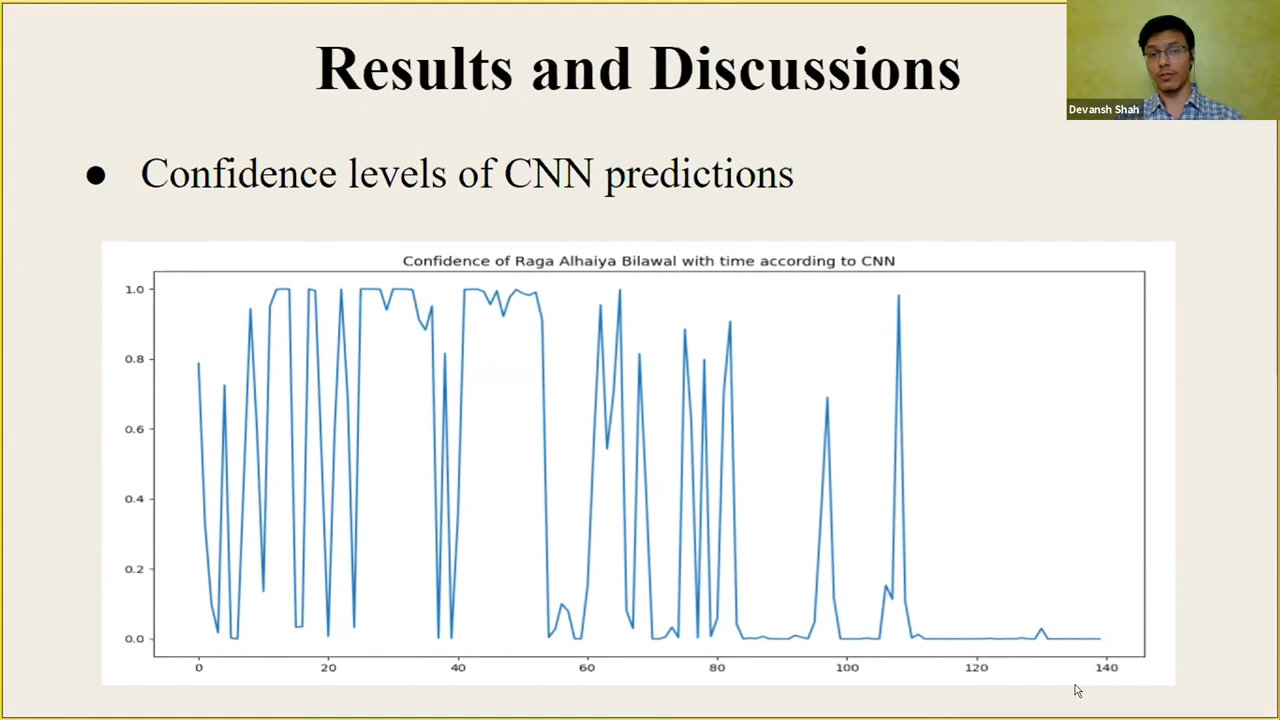 Results and Discussions
Devansh Shah
● Confidence levels of CNN predictions
Confidence of Raga Alhaiya Bilawal with time according to CNN
1.0
0.8
0.6
0.4
0.2
0.0
0 20 40 60 80 100 120 140